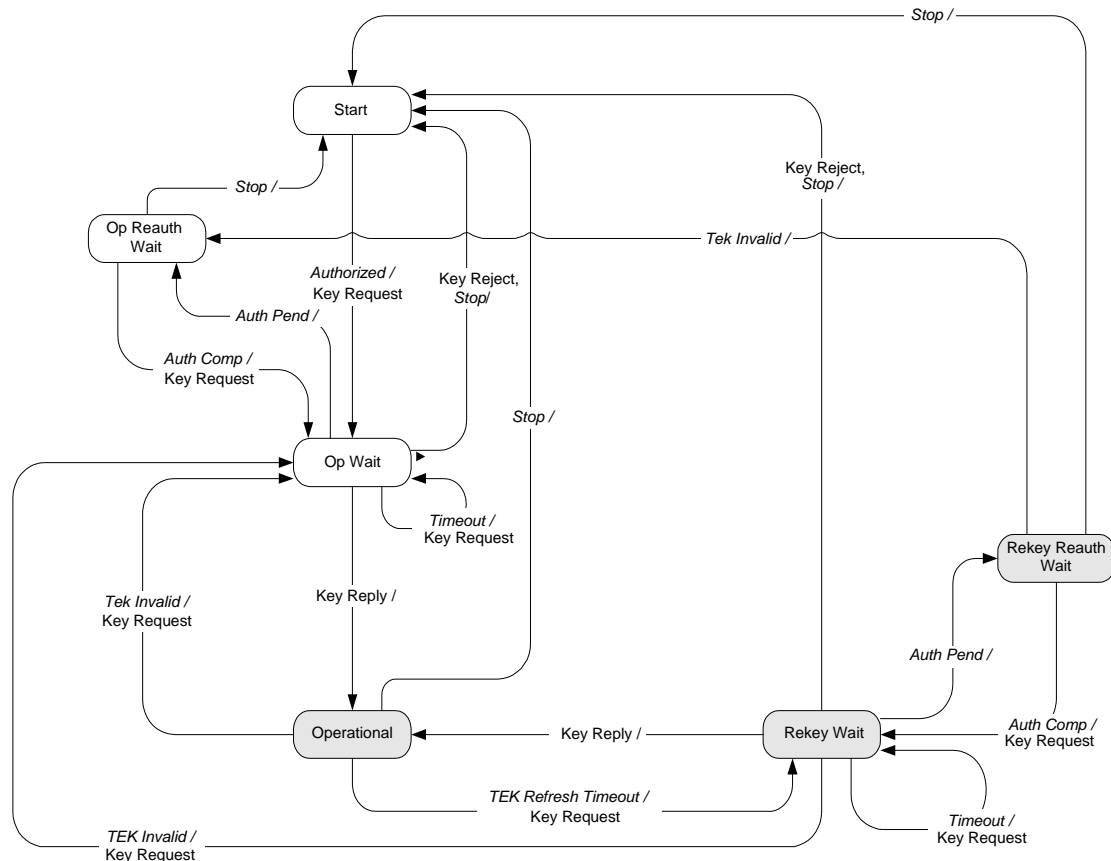 Stop /
Start
Key Reject,
Stop /
Stop /
Op Reauth
Wait
Tek Invalid /
Authorized /
Key Request
Key Reject,
Stop/
Auth Pend /
Auth Comp /
Key Request
Stop /
Op Wait
Timeout /
Key Request
Rekey Reauth
Wait
Tek Invalid /
Key Request
Key Reply /
Auth Pend /
Operational
Key Reply /
Rekey Wait
Auth Comp /
Key Request
TEK Refresh Timeout /
Key Request
Timeout /
Key Request
TEK Invalid /
Key Request